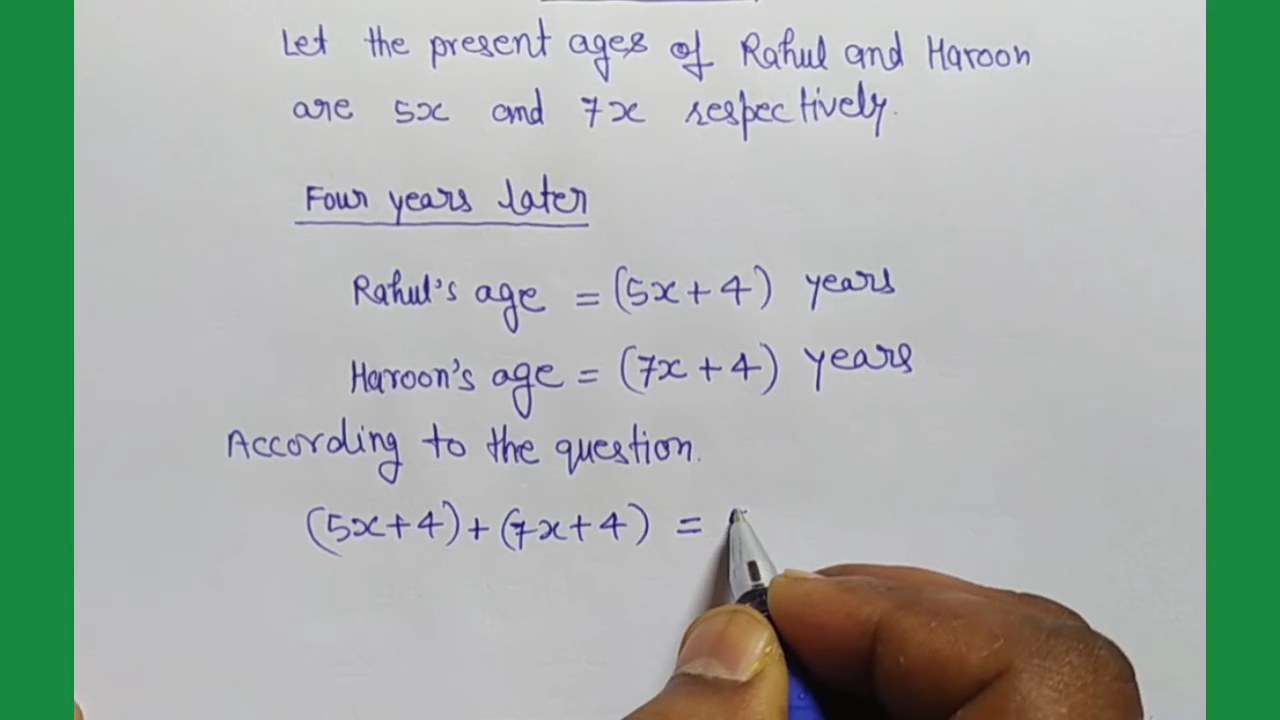 Let the present ages of Rahul and Haroon
are 5x and 7x respectively.
Four years later
Rahul's age = (5x+4) years
Haroon's age = (7x+4) years
According to the question.
(5x+4)+(7x+4) =